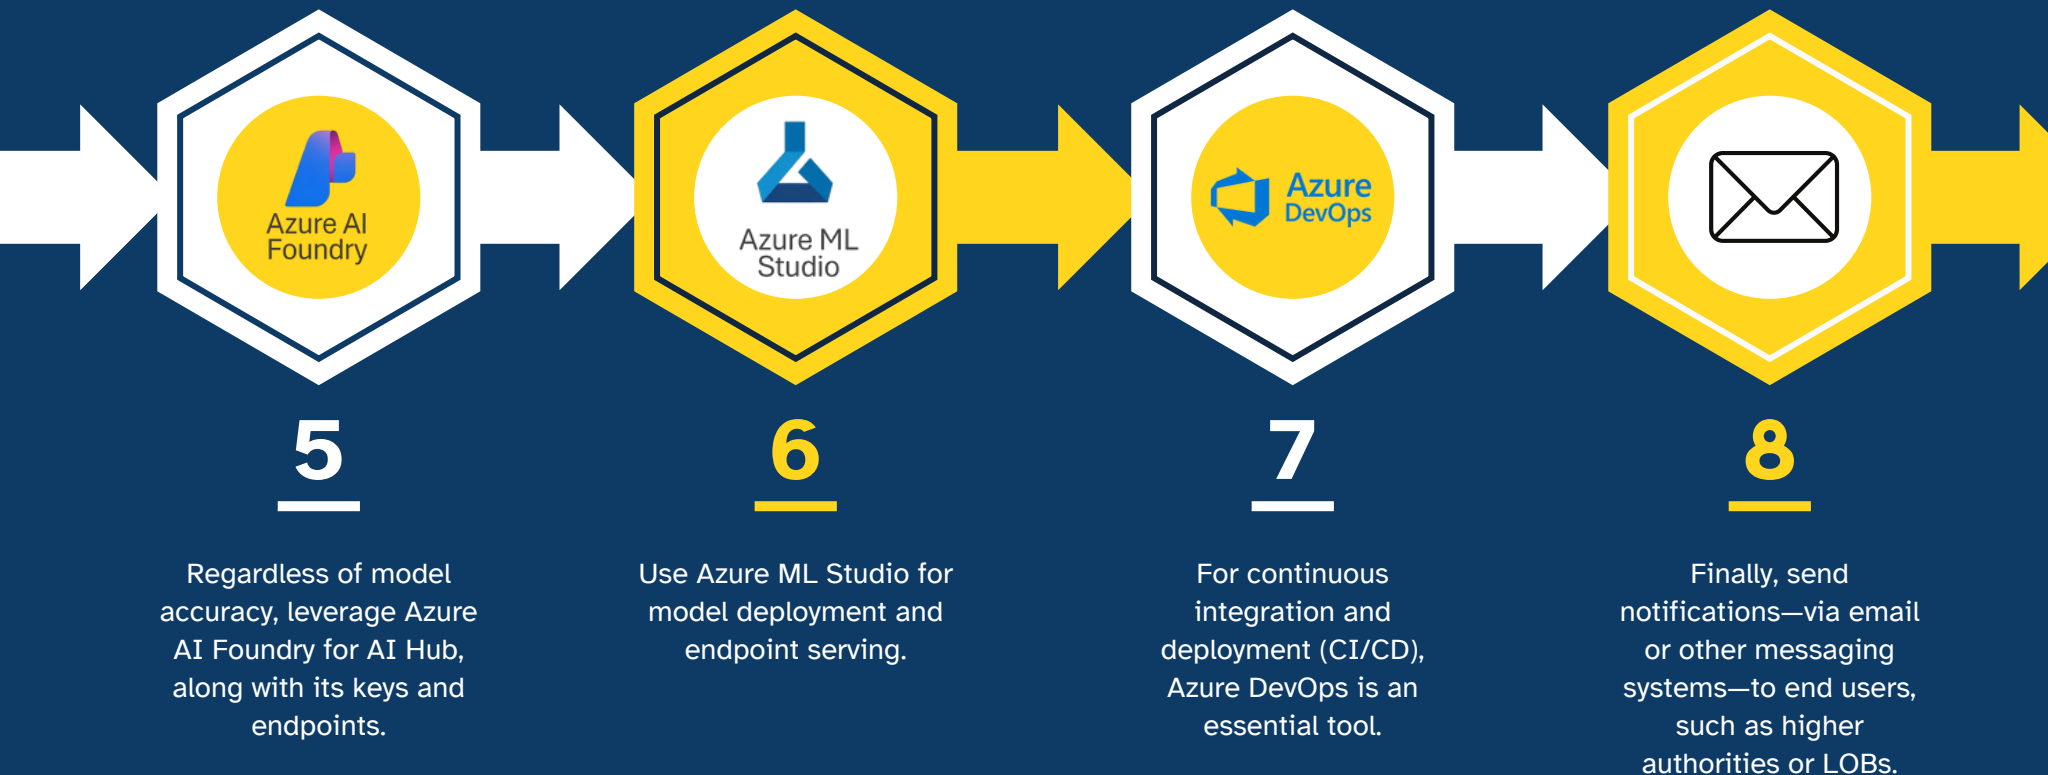 Azure AI
Foundry
Azure ML
Studio
Azure
DevOps
5
6
7
8
Regardless of model
accuracy, leverage Azure
AI Foundry for AI Hub,
along with its keys and
endpoints.
Use Azure ML Studio for
model deployment and
endpoint serving.
For continuous
integration and
deployment (CI/CD),
Azure DevOps is an
essential tool.
Finally, send
notifications—via email
or other messaging
systems—to end users,
such as higher
authorities or LOBs.